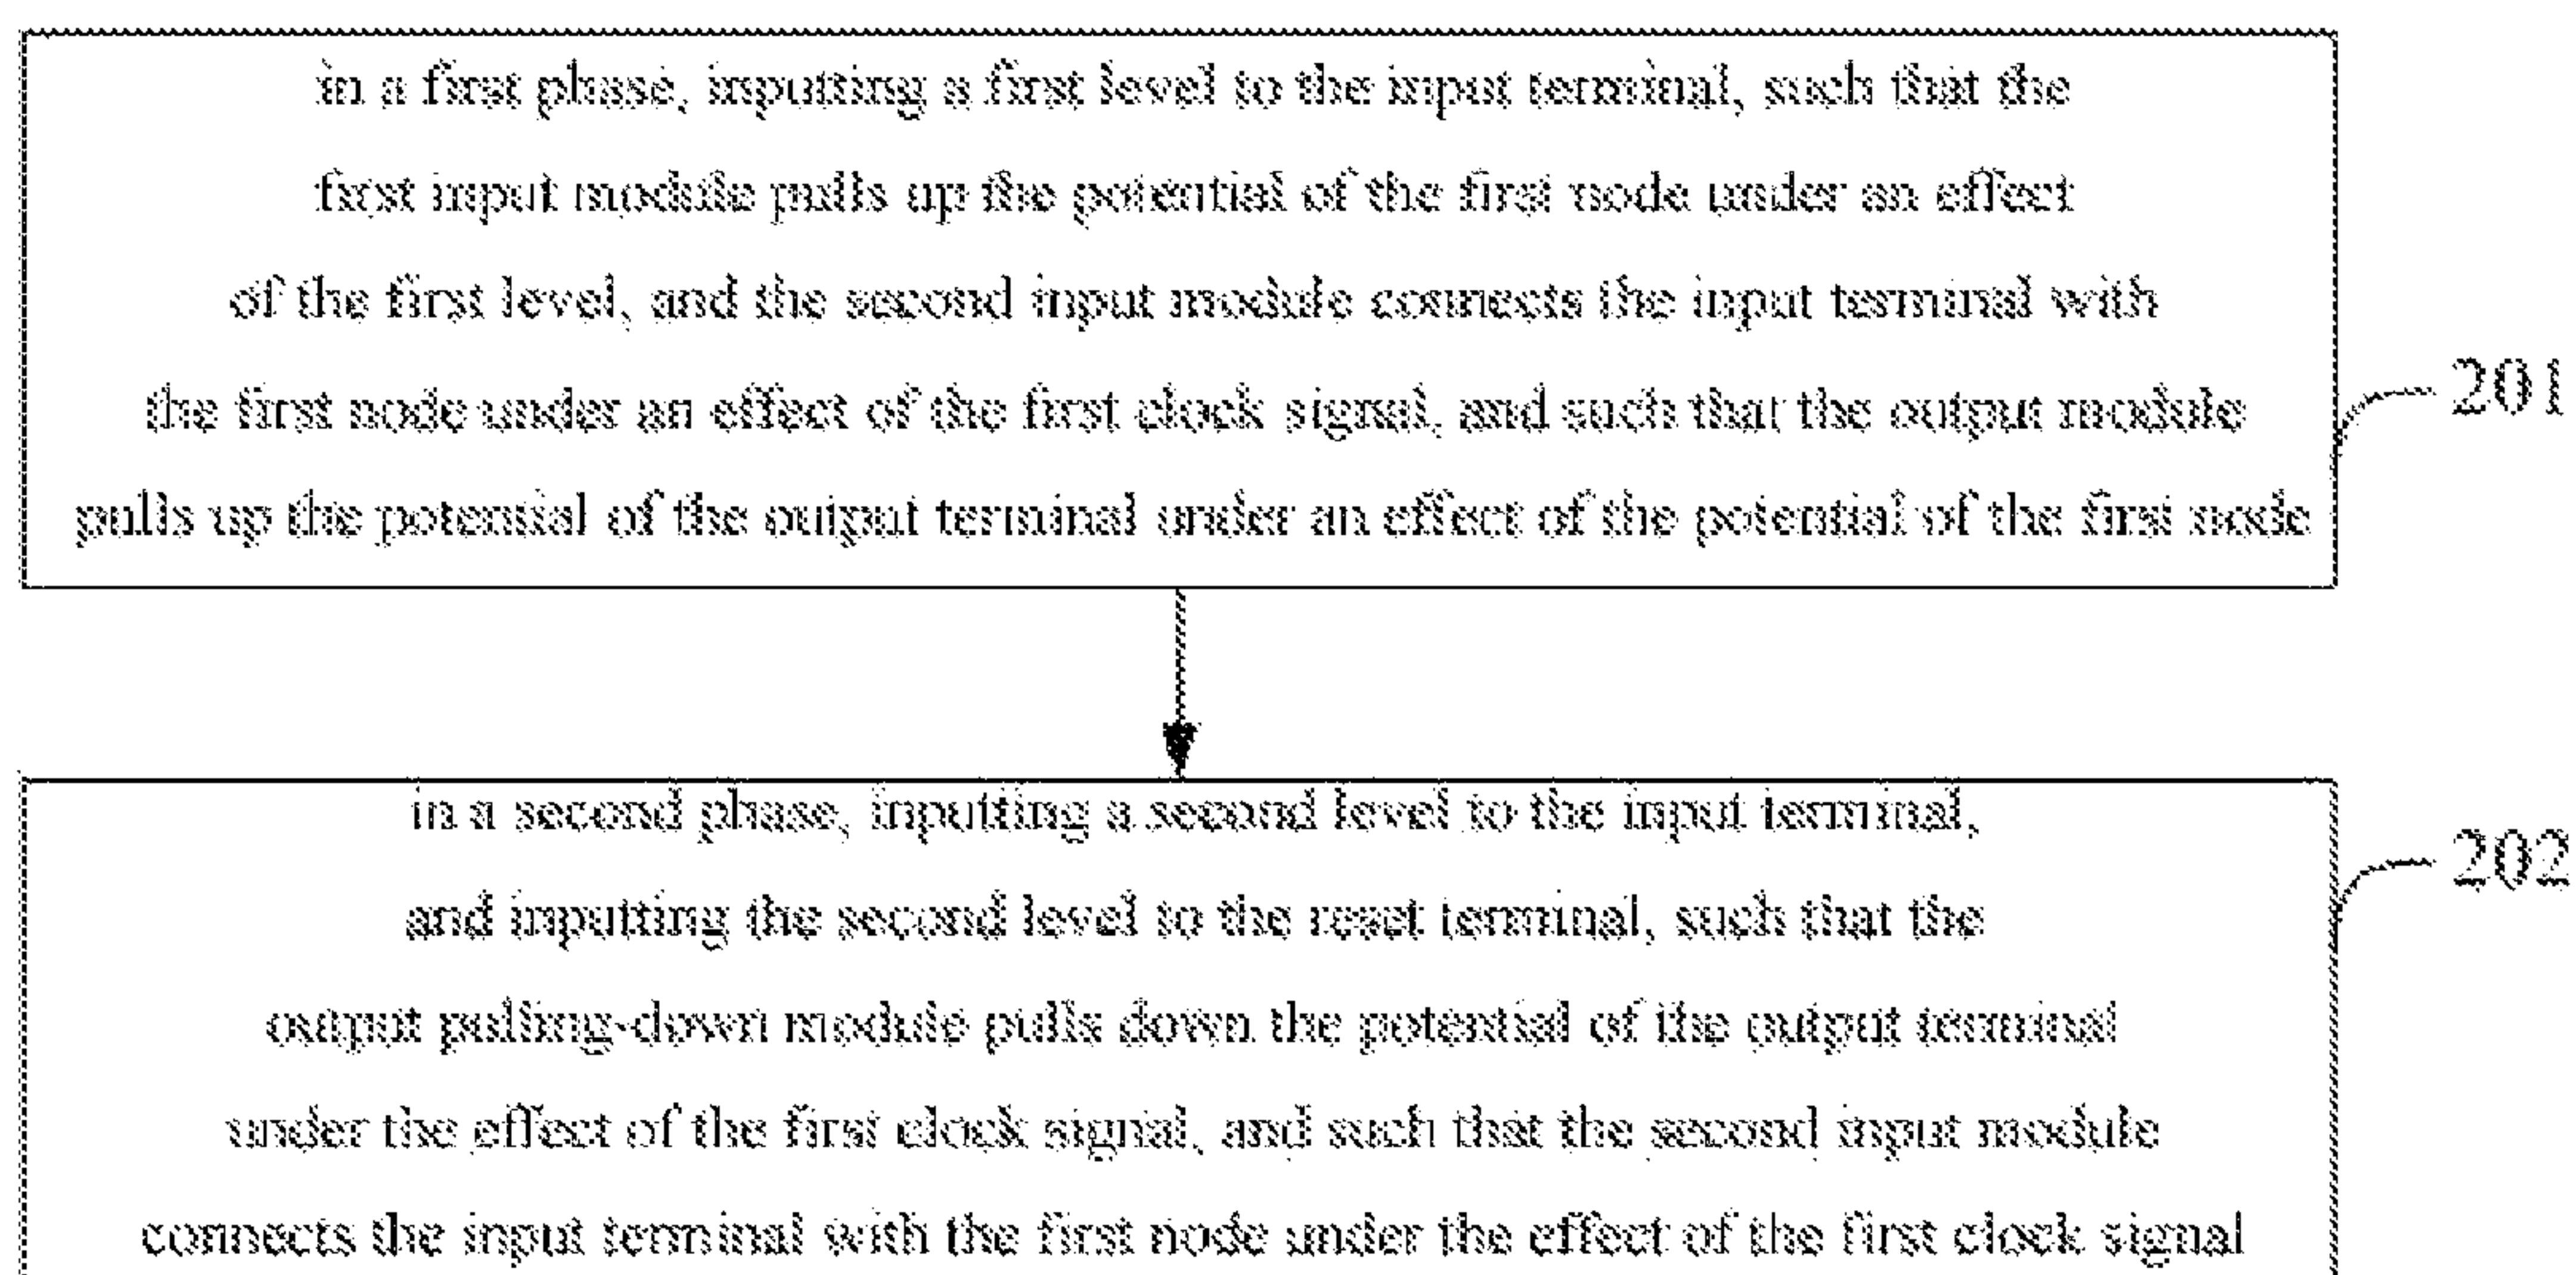 in a first phase, inputting a first level to the input terminal, such that the
first input module pulls up the potential of the first node under an effect
of the first level, and the second input module connects the input terminal with
the first node under an effect of the first clock signal, and such that the output module
pulls up the potential of the output terminal under an effect of the potential of the first node
201
in a second phase, inputting a second level to the input terminal,
and inputting the second level to the reset terminal, such that the
output pulling-down module pulls down the potential of the output terminal
under the effect of the first clock signal, and such that the second input module
connects the input terminal with the first node under the effect of the first clock signal
202